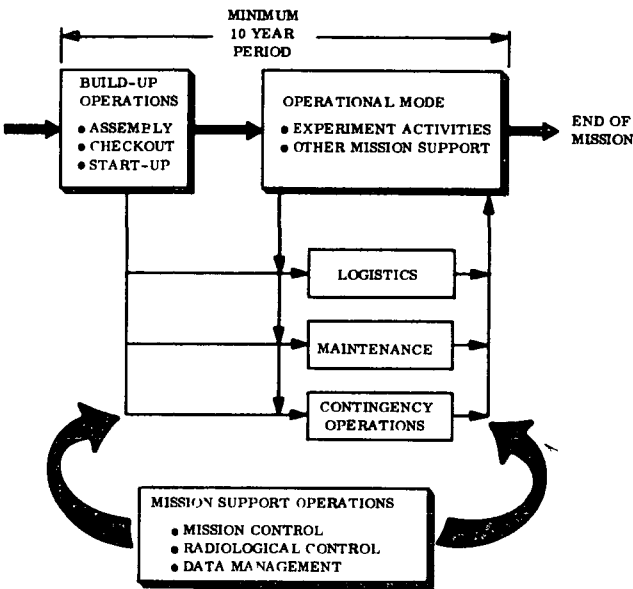 MINIMUM
10 YEAR
PERIOD
BUILD-UP
OPERATIONS
• ASSEMBLY
• CHECKOUT
• START-UP
OPERATIONAL MODE
• EXPERIMENT ACTIVITIES
• OTHER MISSION SUPPORT
END OF
MISSION
LOGISTICS
MAINTENANCE
CONTINGENCY
OPERATIONS
MISSION SUPPORT OPERATIONS
• MISSION CONTROL
• RADIOLOGICAL CONTROL
• DATA MANAGEMENT